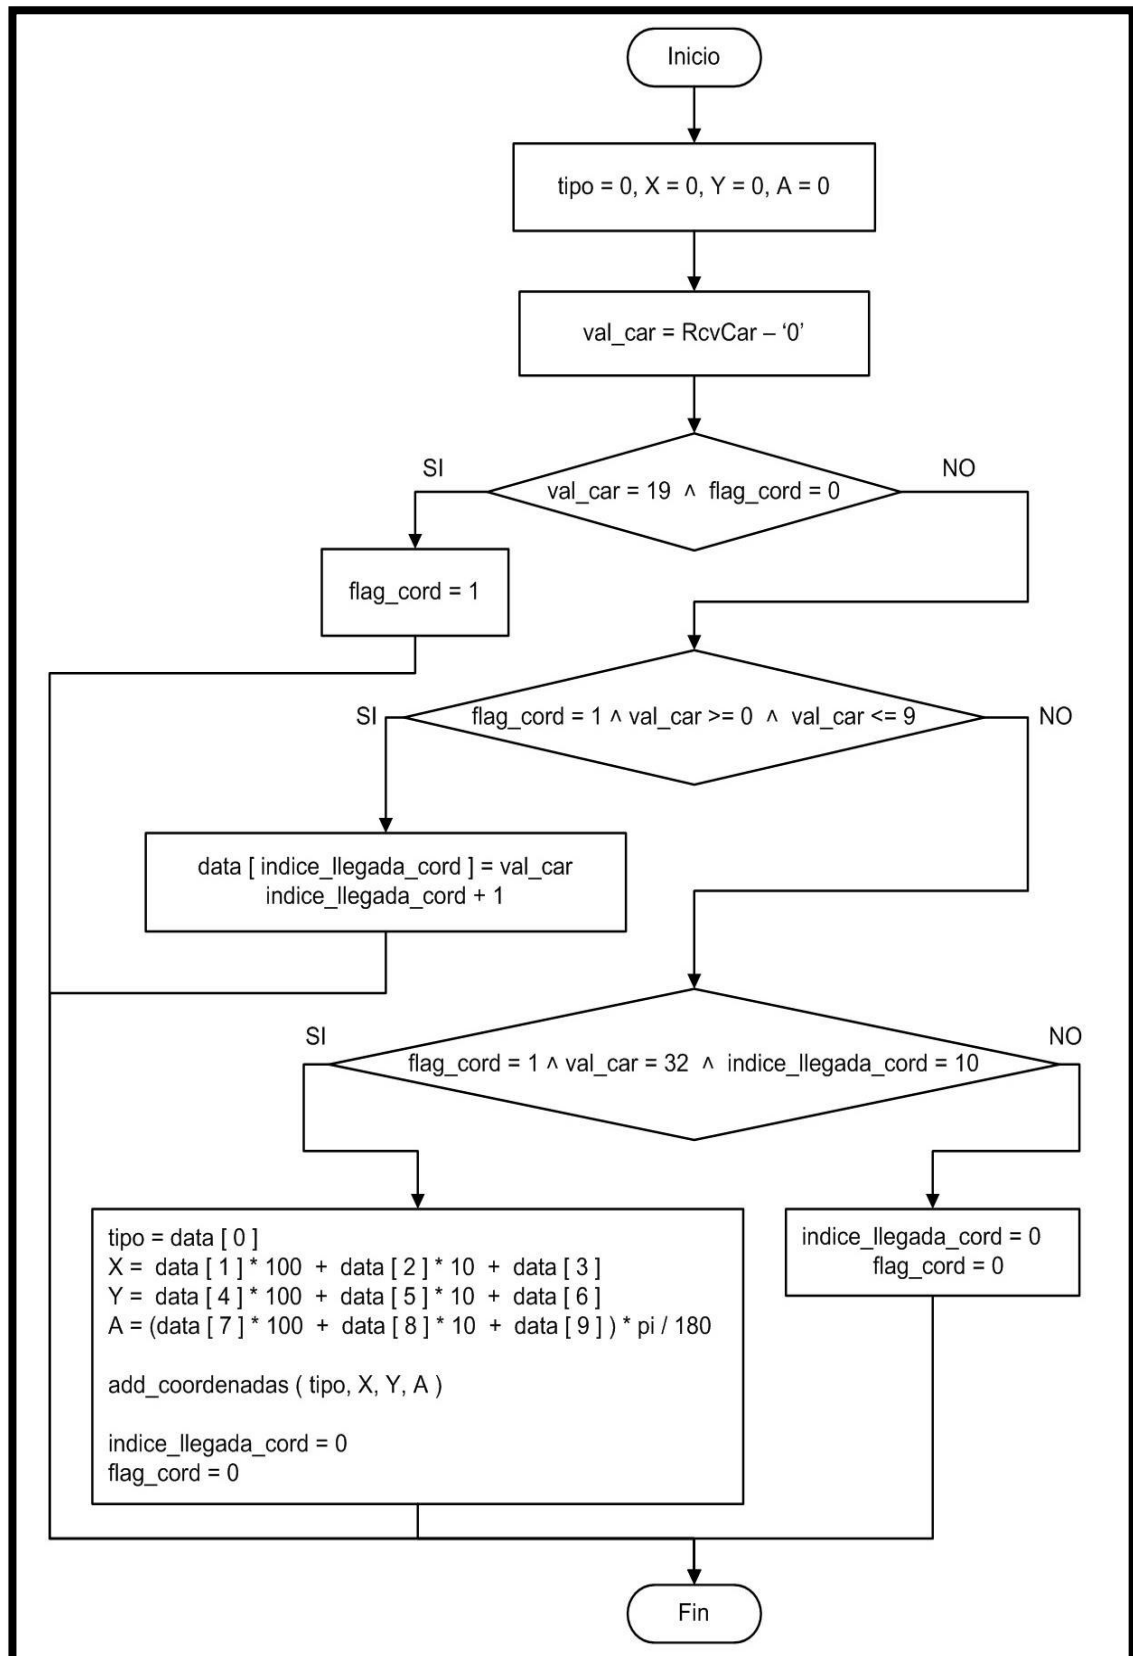 Inicio
tipo = 0, X = 0, Y = 0, A = 0
val_car = RcvCar – ‘0’
SI
NO
val_car = 19 ∧ flag_cord = 0
flag_cord = 1
SI
flag_cord = 1 ∧ val_car >= 0 ∧ val_car <= 9
NO
data [ indice_llegada_cord ] = val_car
indice_llegada_cord + 1
SI
NO
flag_cord = 1 ∧ val_car = 32 ∧ indice_llegada_cord = 10
tipo = data [ 0 ]
X = data [ 1 ] * 100 + data [ 2 ] * 10 + data [ 3 ]
Y = data [ 4 ] * 100 + data [ 5 ] * 10 + data [ 6 ]
A = (data [ 7 ] * 100 + data [ 8 ] * 10 + data [ 9 ] ) * pi / 180
add_coordenadas ( tipo, X, Y, A )
indice_llegada_cord = 0
flag_cord = 0
indice_llegada_cord = 0
flag_cord = 0
Fin